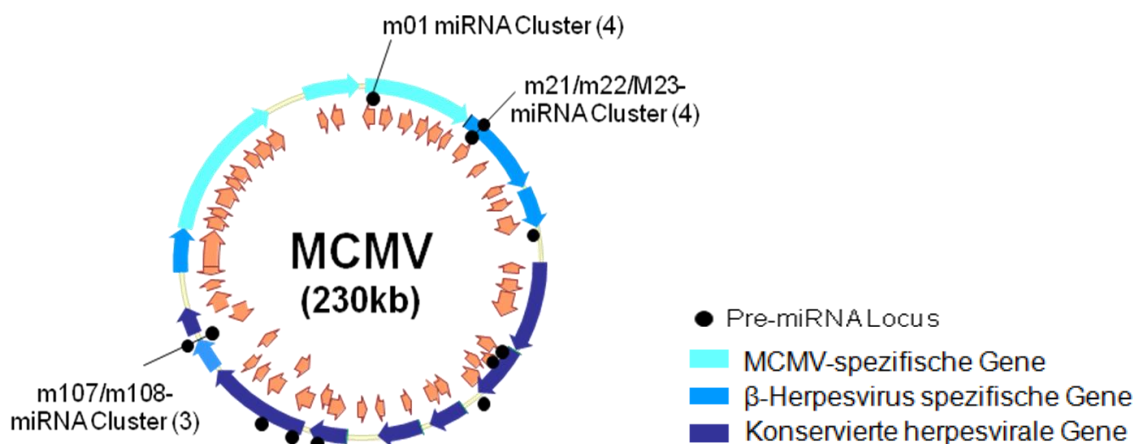 m01 miRNA Cluster (4)
m21/m22/M23-
miRNA Cluster (4)
MCMV
(230kb)
m107/m108-
miRNA Cluster (3)
Pre-miRNA Locus
MCMV-spezifische Gene
β-Herpesvirus spezifische Gene
Konservierte herpesvirale Gene